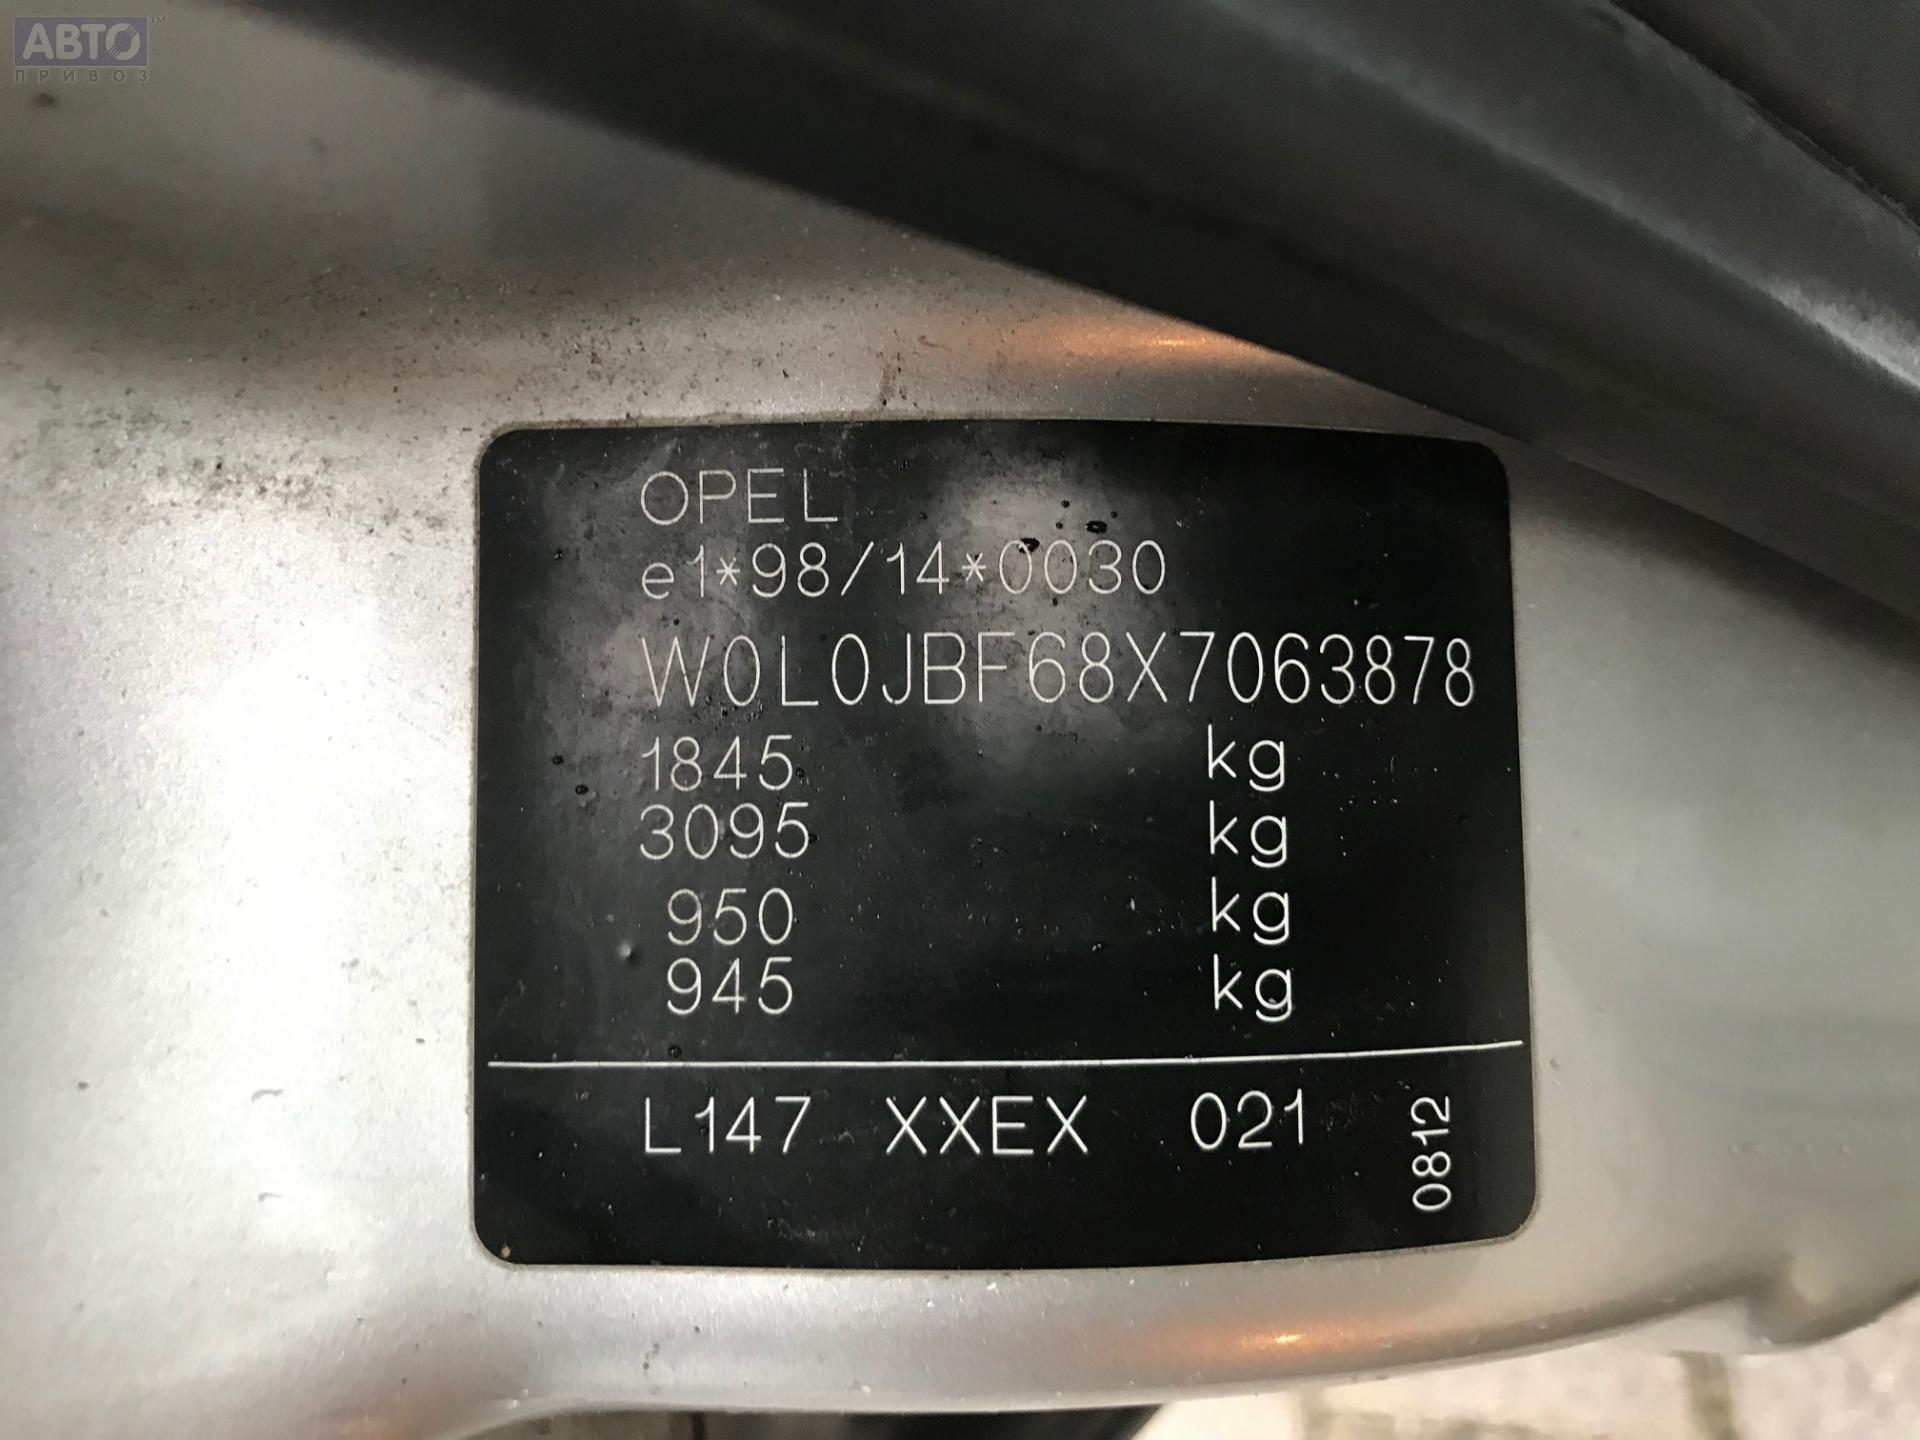 АВТО™
ПРИВОЗ
OPEL
e1*98/14*0030
W0L0JBF68X7063878
1845 kg
3095 kg
950 kg
945 kg
L147 XXEX 021 0812